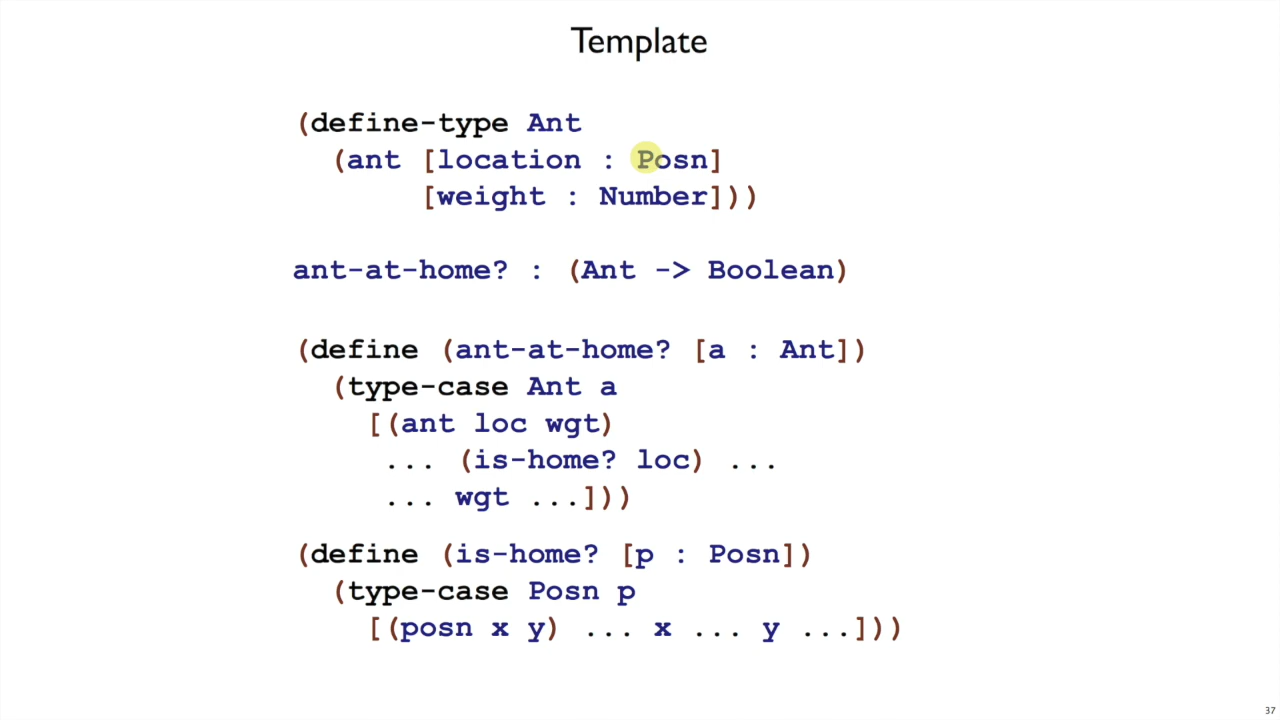 Template
(define-type Ant
(ant [location : Posn]
[weight : Number]))
ant-at-home? : (Ant -> Boolean)
(define (ant-at-home? [a : Ant])
(type-case Ant a
[(ant loc wgt)
... (is-home? loc) ...
... wgt ...]))
(define (is-home? [p : Posn])
(type-case Posn p
[(posn x y) ... x ... y ...]))
37